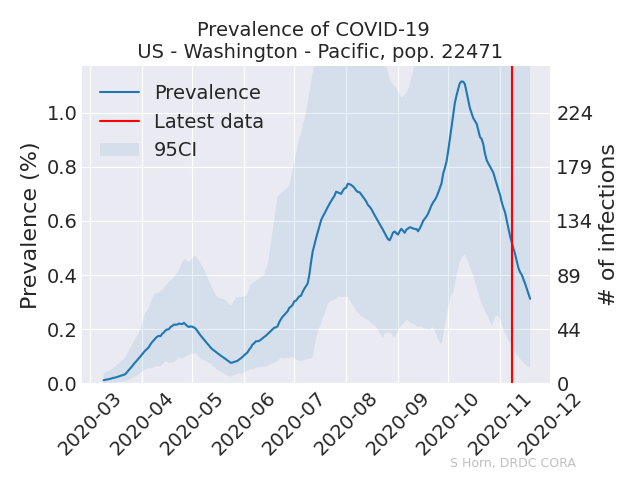 Prevalence of COVID-19
US - Washington - Pacific, pop. 22471
Prevalence
Latest data
95CI
Prevalence (%)
1.0
0.8
0.6
0.4
0.2
0.0
224
179
134
89
44
0
# of infections
2020-03
2020-04
2020-05
2020-06
2020-07
2020-08
2020-09
2020-10
2020-11
2020-12
S Horn, DRDC CORA